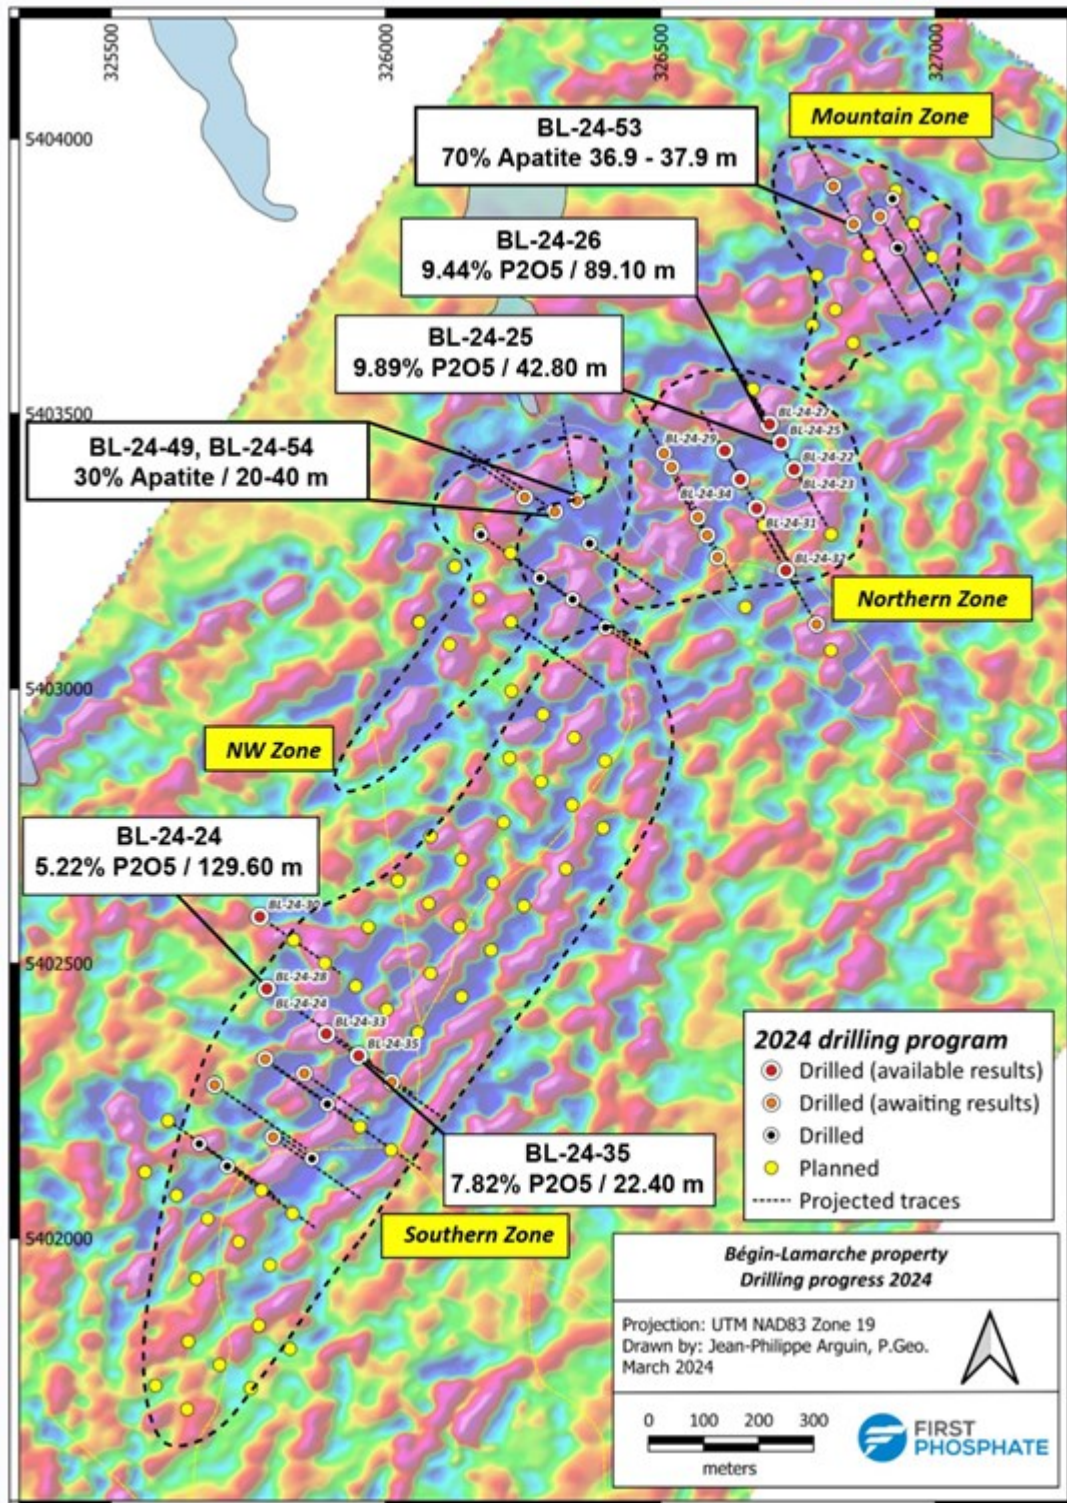 325500
326000
326500
327000
5404000
5403500
5403000
5402500
5402000
Mountain Zone
BL-24-53
70% Apatite 36.9 - 37.9 m
BL-24-26
9.44% P2O5 / 89.10 m
BL-24-25
9.89% P2O5 / 42.80 m
BL-24-49, BL-24-54
30% Apatite / 20-40 m
BL-24-27
BL-24-25
BL-24-29
BL-24-22
BL-24-23
BL-24-34
BL-24-31
BL-24-32
Northern Zone
NW Zone
BL-24-24
5.22% P2O5 / 129.60 m
BL-24-30
BL-24-28
BL-24-24
BL-24-33
BL-24-35
BL-24-35
7.82% P2O5 / 22.40 m
Southern Zone
2024 drilling program
Drilled (available results)
Drilled (awaiting results)
Drilled
Planned
Projected traces
Bégin-Lamarche property
Drilling progress 2024
Projection: UTM NAD83 Zone 19
Drawn by: Jean-Philippe Arguin, P.Geo.
March 2024
0 100 200 300
meters
FIRST
PHOSPHATE